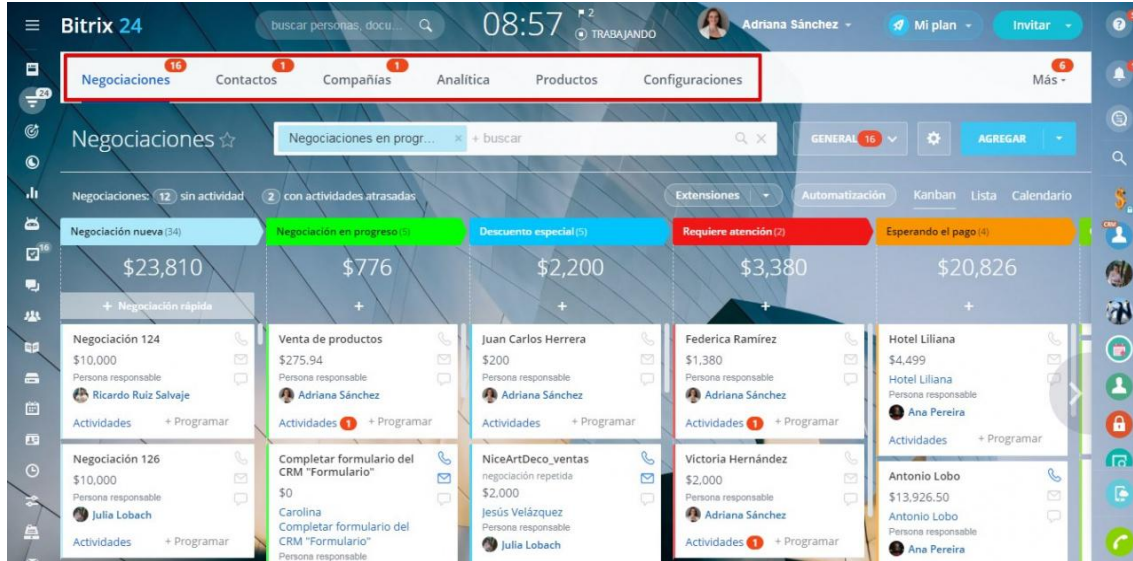 Bitrix 24
buscar personas, docu...
08:57
2
TRABAJANDO
Adriana Sánchez
Mi plan
Invitar
Negociaciones 16
Contactos 1
Compañías 1
Analítica
Productos
Configuraciones
6
Más
24
Negociaciones
Negociaciones en progr... × + buscar
GENERAL 16
AGREGAR
Negociaciones: 12 sin actividad 2 con actividades atrasadas
Extensiones
Automatización
Kanban Lista Calendario
16
CRM
Negociación nueva (34)
$23,810
+ Negociación rápida
Negociación 124
$10,000
Persona responsable
Ricardo Ruiz Salvaje
Actividades + Programar
Negociación 126
$10,000
Persona responsable
Julia Lobach
Actividades + Programar
Negociación en progreso (5)
$776
+
Venta de productos
$275.94
Persona responsable
Adriana Sánchez
Actividades 1 + Programar
Completar formulario del
CRM "Formulario"
$0
Carolina
Completar formulario del
CRM "Formulario"
Persona responsable
Descuento especial (5)
$2,200
+
Juan Carlos Herrera
$200
Persona responsable
Adriana Sánchez
Actividades + Programar
NiceArtDeco_ventas
negociación repetida
$2,000
Jesús Velázquez
Persona responsable
Julia Lobach
Requiere atención (2)
$3,380
+
Federica Ramírez
$1,380
Persona responsable
Adriana Sánchez
Actividades 1 + Programar
Victoria Hernández
$2,000
Persona responsable
Adriana Sánchez
Actividades 1 + Programar
Esperando el pago (4)
$20,826
+
Hotel Liliana
$4,499
Hotel Liliana
Persona responsable
Ana Pereira
Actividades + Programar
Antonio Lobo
$13,926.50
Antonio Lobo
Persona responsable
Ana Pereira